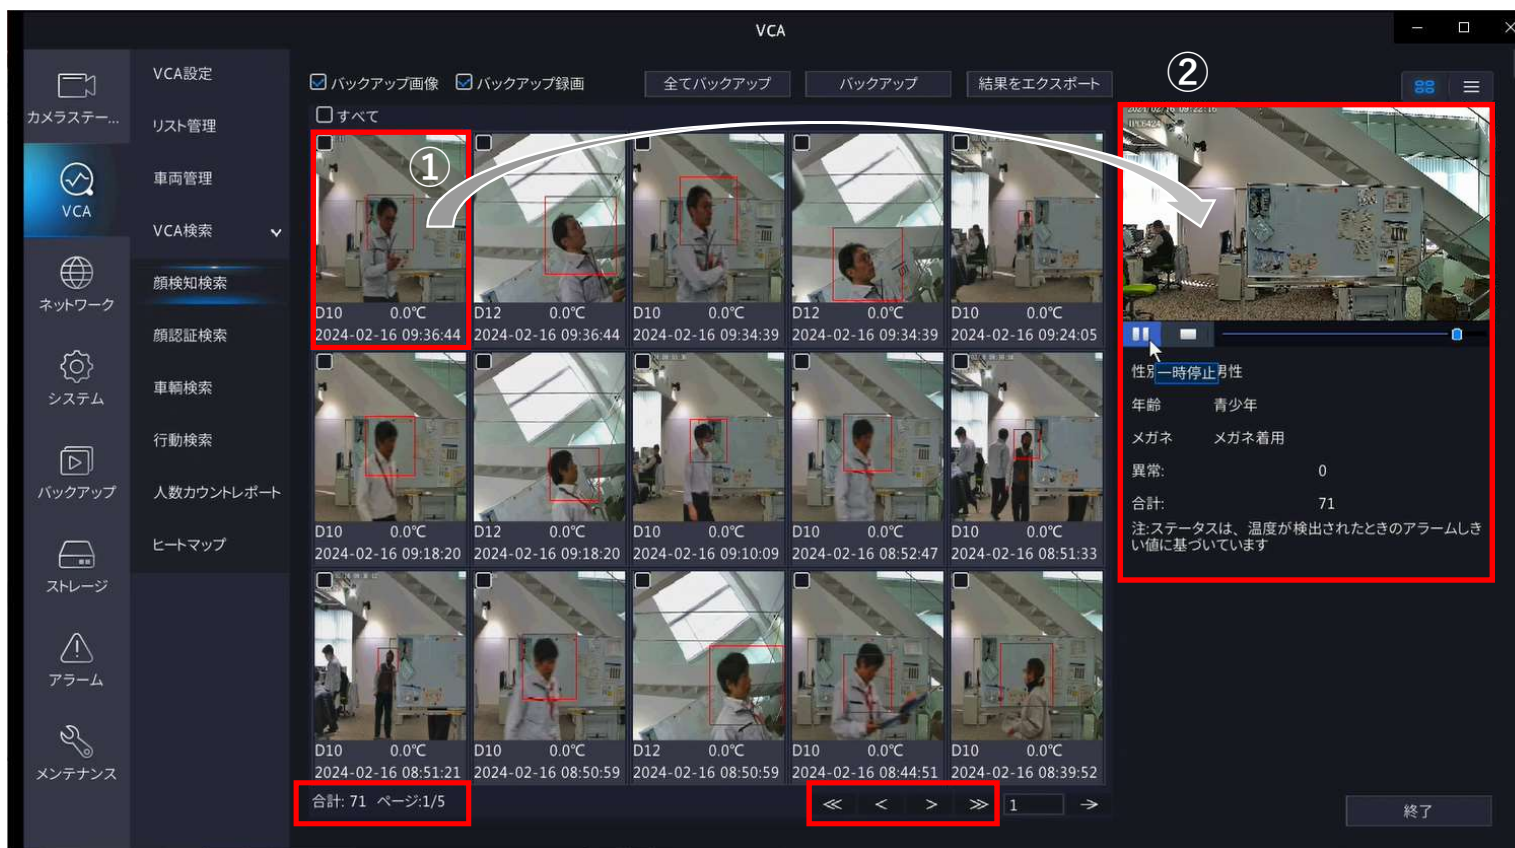 VCA
カメラステー...
VCA
ネットワーク
システム
バックアップ
ストレージ
アラーム
メンテナンス
VCA設定
リスト管理
車両管理
VCA検索
顔検知検索
顔認証検索
車輌検索
行動検索
人数カウントレポート
ヒートマップ
バックアップ画像 バックアップ録画 全てバックアップ バックアップ 結果をエクスポート
すべて
①
②
D10 0.0℃ D12 0.0℃ D10 0.0℃ D12 0.0℃ D10 0.0℃
2024-02-16 09:36:44 2024-02-16 09:36:44 2024-02-16 09:34:39 2024-02-16 09:34:39 2024-02-16 09:24:05
D10 0.0℃ D12 0.0℃ D10 0.0℃ D10 0.0℃ D10 0.0℃
2024-02-16 09:18:20 2024-02-16 09:18:20 2024-02-16 09:10:09 2024-02-16 08:52:47 2024-02-16 08:51:33
D10 0.0℃ D10 0.0℃ D12 0.0℃ D10 0.0℃ D10 0.0℃
2024-02-16 08:51:21 2024-02-16 08:50:59 2024-02-16 08:50:59 2024-02-16 08:44:51 2024-02-16 08:39:52
合計: 71 ページ:1/5
≪ < > ≫ 1 →
2024-02-16 09:22:16
IPC6424
一時停止 男性
年齢 青少年
メガネ メガネ着用
異常: 0
合計: 71
注:ステータスは、温度が検出されたときのアラームしき
い値に基づいています
終了